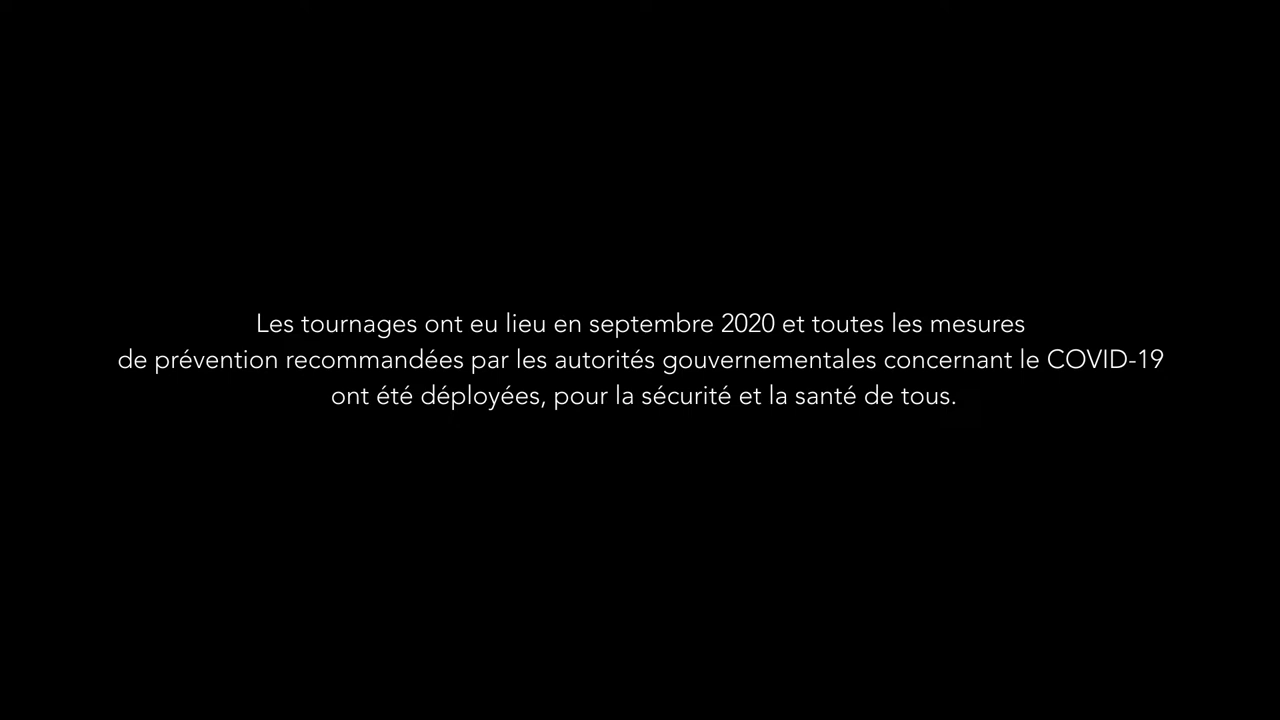 Les tournages ont eu lieu en septembre 2020 et toutes les mesures
de prévention recommandées par les autorités gouvernementales concernant le COVID-19
ont été déployées, pour la sécurité et la santé de tous.